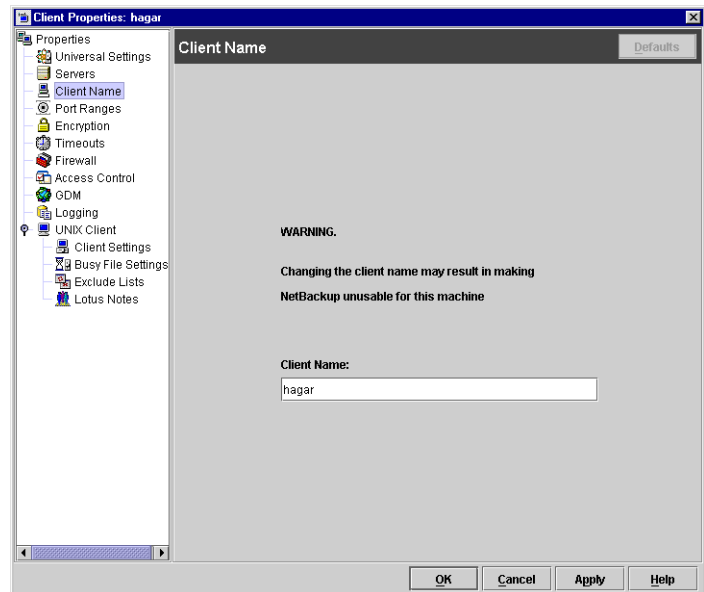 Client Properties: hagar
Properties
Universal Settings
Servers
Client Name
Port Ranges
Encryption
Timeouts
Firewall
Access Control
GDM
Logging
UNIX Client
Client Settings
Busy File Settings
Exclude Lists
Lotus Notes
Client Name
Defaults
WARNING.
Changing the client name may result in making
NetBackup unusable for this machine
Client Name:
hagar
OK
Cancel
Apply
Help